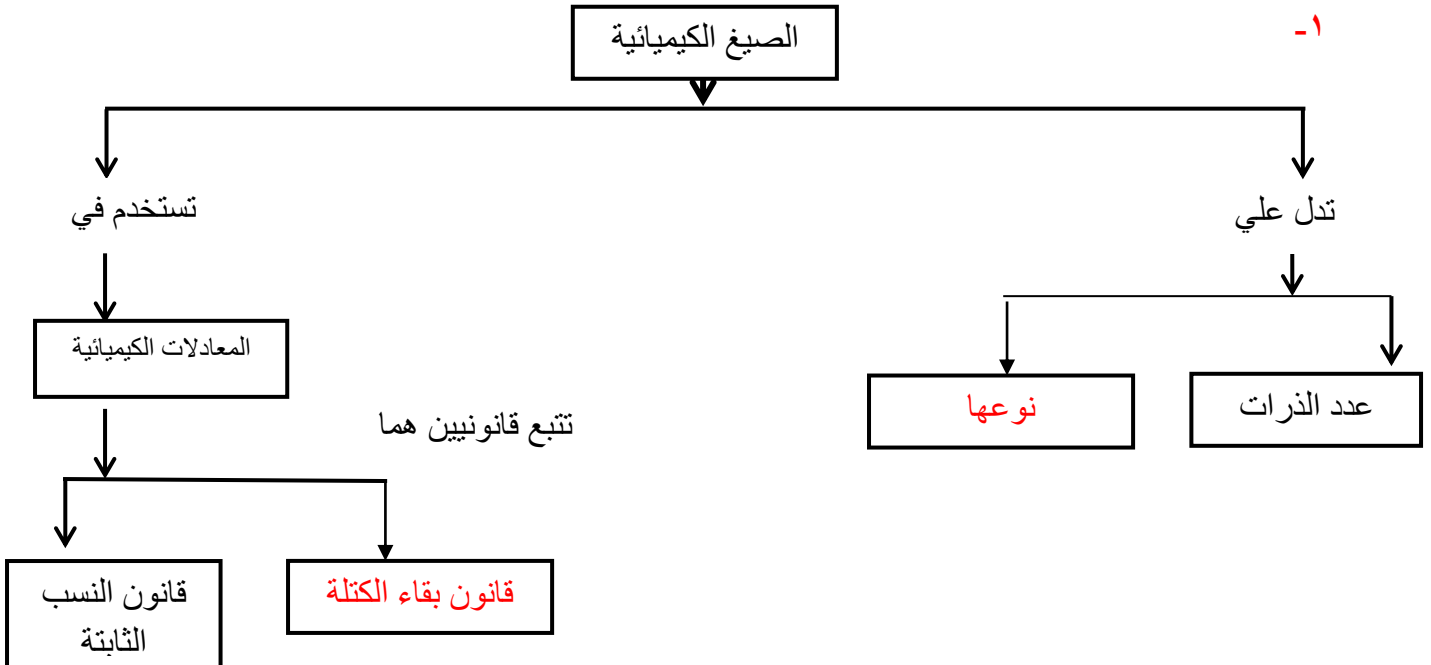 ١-
الصيغ الكيميائية
تدل علي
تستخدم في
عدد الذرات
نوعها
المعادلات الكيميائية
تتبع قانونيين هما
قانون بقاء الكتلة
قانون النسب
الثابتة